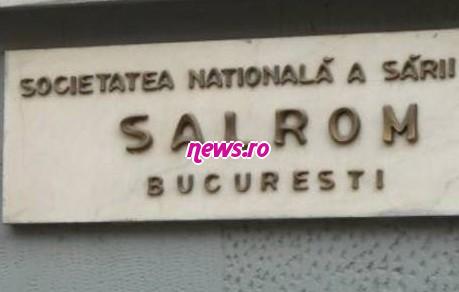 SOCIETATEA NATIONALĂ A SĂRII
SALROM
news.ro
BUCURESTI